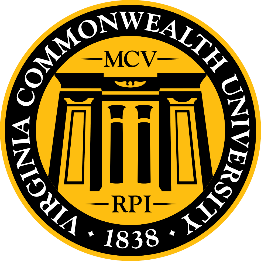 VIRGINIA COMMONWEALTH UNIVERSITY
MCV
RPI
· 1838 ·